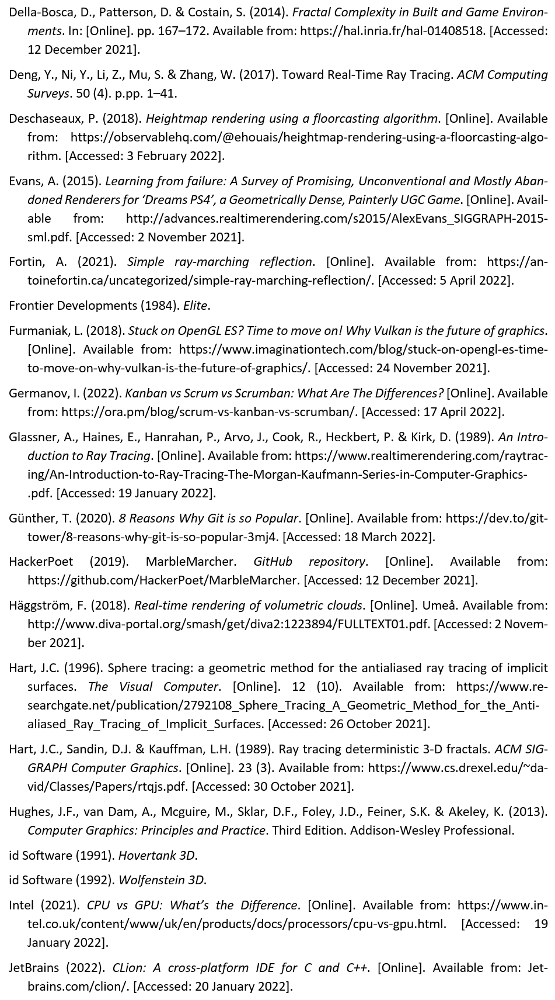 Della-Bosca, D., Patterson, D. & Costain, S. (2014). Fractal Complexity in Built and Game Environ-
ments. In: [Online]. pp. 167–172. Available from: https://hal.inria.fr/hal-01408518. [Accessed:
12 December 2021].
Deng, Y., Ni, Y., Li, Z., Mu, S. & Zhang, W. (2017). Toward Real-Time Ray Tracing. ACM Computing
Surveys. 50 (4). p.pp. 1–41.
Deschaseaux, P. (2018). Heightmap rendering using a floorcasting algorithm. [Online]. Available
from: https://observablehq.com/@ehouais/heightmap-rendering-using-a-floorcasting-algo-
rithm. [Accessed: 3 February 2022].
Evans, A. (2015). Learning from failure: A Survey of Promising, Unconventional and Mostly Aban-
doned Renderers for ‘Dreams PS4’, a Geometrically Dense, Painterly UGC Game. [Online]. Avail-
able from: http://advances.realtimerendering.com/s2015/AlexEvans_SIGGRAPH-2015-
sml.pdf. [Accessed: 2 November 2021].
Fortin, A. (2021). Simple ray-marching reflection. [Online]. Available from: https://an-
toinefortin.ca/uncategorized/simple-ray-marching-reflection/. [Accessed: 5 April 2022].
Frontier Developments (1984). Elite.
Furmaniak, L. (2018). Stuck on OpenGL ES? Time to move on! Why Vulkan is the future of graphics.
[Online]. Available from: https://www.imaginationtech.com/blog/stuck-on-opengl-es-time-
to-move-on-why-vulkan-is-the-future-of-graphics/. [Accessed: 24 November 2021].
Germanov, I. (2022). Kanban vs Scrum vs Scrumban: What Are The Differences? [Online]. Available
from: https://ora.pm/blog/scrum-vs-kanban-vs-scrumban/. [Accessed: 17 April 2022].
Glassner, A., Haines, E., Hanrahan, P., Arvo, J., Cook, R., Heckbert, P. & Kirk, D. (1989). An Intro-
duction to Ray Tracing. [Online]. Available from: https://www.realtimerendering.com/raytrac-
ing/An-Introduction-to-Ray-Tracing-The-Morgan-Kaufmann-Series-in-Computer-Graphics-
.pdf. [Accessed: 19 January 2022].
Günther, T. (2020). 8 Reasons Why Git is so Popular. [Online]. Available from: https://dev.to/git-
tower/8-reasons-why-git-is-so-popular-3mj4. [Accessed: 18 March 2022].
HackerPoet (2019). MarbleMarcher. GitHub repository. [Online]. Available from:
https://github.com/HackerPoet/MarbleMarcher. [Accessed: 12 December 2021].
Häggström, F. (2018). Real-time rendering of volumetric clouds. [Online]. Umeå. Available from:
http://www.diva-portal.org/smash/get/diva2:1223894/FULLTEXT01.pdf. [Accessed: 2 Novem-
ber 2021].
Hart, J.C. (1996). Sphere tracing: a geometric method for the antialiased ray tracing of implicit
surfaces. The Visual Computer. [Online]. 12 (10). Available from: https://www.re-
searchgate.net/publication/2792108_Sphere_Tracing_A_Geometric_Method_for_the_Anti-
aliased_Ray_Tracing_of_Implicit_Surfaces. [Accessed: 26 October 2021].
Hart, J.C., Sandin, D.J. & Kauffman, L.H. (1989). Ray tracing deterministic 3-D fractals. ACM SIG-
GRAPH Computer Graphics. [Online]. 23 (3). Available from: https://www.cs.drexel.edu/~da-
vid/Classes/Papers/rtqjs.pdf. [Accessed: 30 October 2021].
Hughes, J.F., van Dam, A., Mcguire, M., Sklar, D.F., Foley, J.D., Feiner, S.K. & Akeley, K. (2013).
Computer Graphics: Principles and Practice. Third Edition. Addison-Wesley Professional.
id Software (1991). Hovertank 3D.
id Software (1992). Wolfenstein 3D.
Intel (2021). CPU vs GPU: What’s the Difference. [Online]. Available from: https://www.in-
tel.co.uk/content/www/uk/en/products/docs/processors/cpu-vs-gpu.html. [Accessed: 19
January 2022].
JetBrains (2022). CLion: A cross-platform IDE for C and C++. [Online]. Available from: Jet-
brains.com/clion/. [Accessed: 20 January 2022].